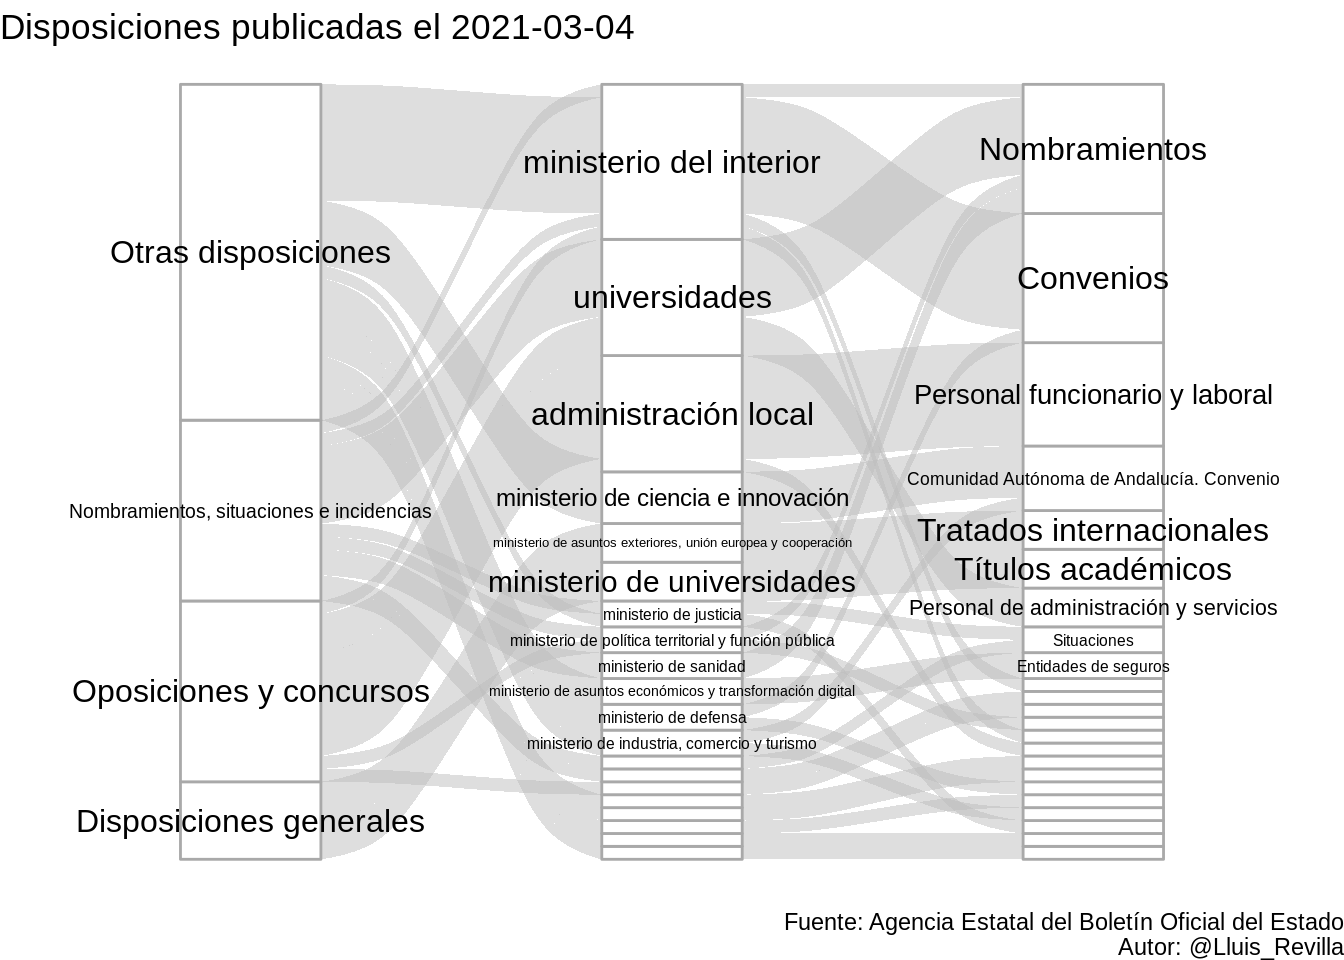 Disposiciones publicadas el 2021-03-04
Otras disposiciones
Nombramientos, situaciones e incidencias
Oposiciones y concursos
Disposiciones generales
ministerio del interior
universidades
administración local
ministerio de ciencia e innovación
ministerio de asuntos exteriores, unión europea y cooperación
ministerio de universidades
ministerio de justicia
ministerio de política territorial y función pública
ministerio de sanidad
ministerio de asuntos económicos y transformación digital
ministerio de defensa
ministerio de industria, comercio y turismo
Nombramientos
Convenios
Personal funcionario y laboral
Comunidad Autónoma de Andalucía. Convenio
Tratados internacionales
Títulos académicos
Personal de administración y servicios
Situaciones
Entidades de seguros
Fuente: Agencia Estatal del Boletín Oficial del Estado
Autor: @Lluis_Revilla